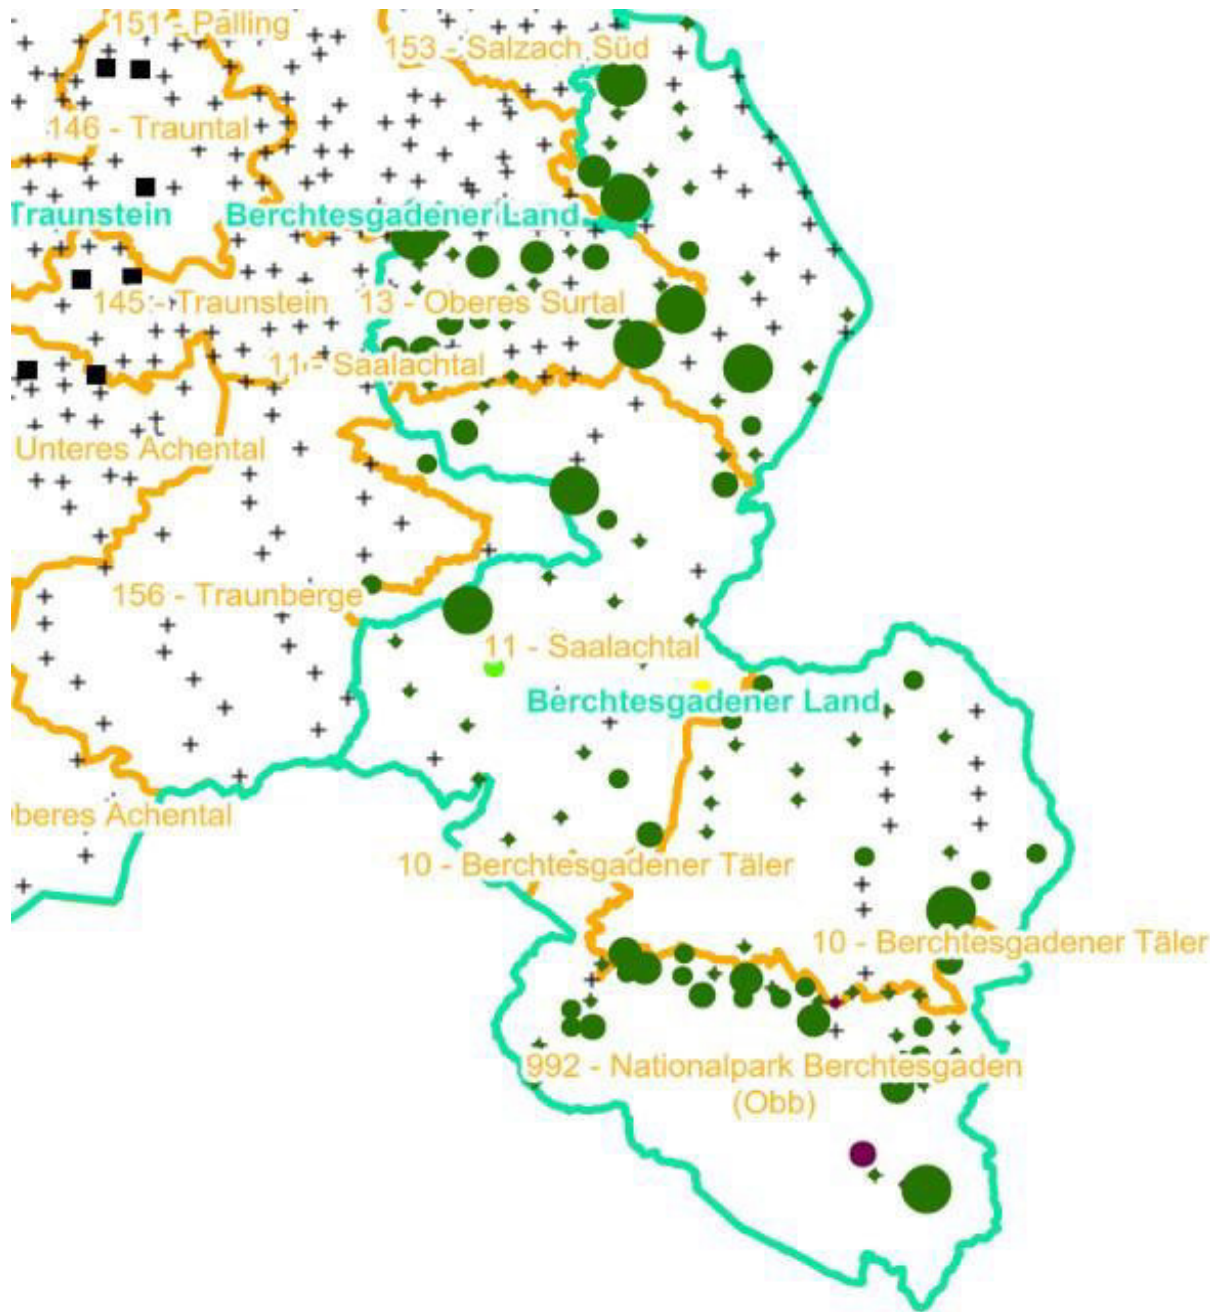 151 - Palling
153 - Salzach Süd
146 - Trauntal
Traunstein
Berchtesgadener Land
145 - Traunstein
13 - Oberes Surtal
11 - Saalachtal
Unteres Achental
156 - Traunberge
11 - Saalachtal
Berchtesgadener Land
beres Achental
10 - Berchtesgadener Täler
10 - Berchtesgadener Täler
992 - Nationalpark Berchtesgaden
(Obb)